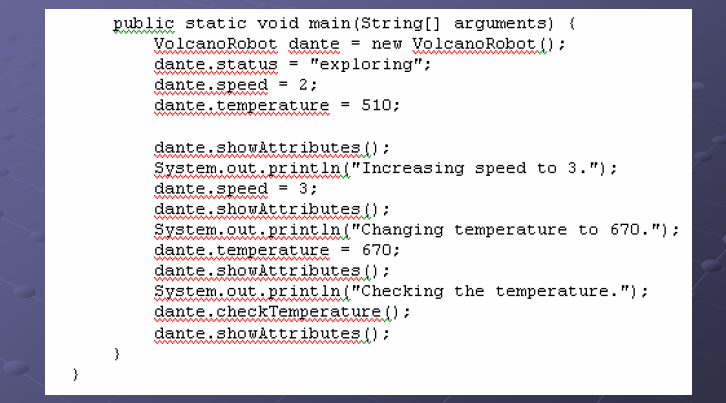 public static void main(String[] arguments) {
VolcanoRobot dante = new VolcanoRobot();
dante.status = "exploring";
dante.speed = 2;
dante.temperature = 510;
dante.showAttributes();
System.out.println("Increasing speed to 3.");
dante.speed = 3;
dante.showAttributes();
System.out.println("Changing temperature to 670.");
dante.temperature = 670;
dante.showAttributes();
System.out.println("Checking the temperature.");
dante.checkTemperature();
dante.showAttributes();
}
}